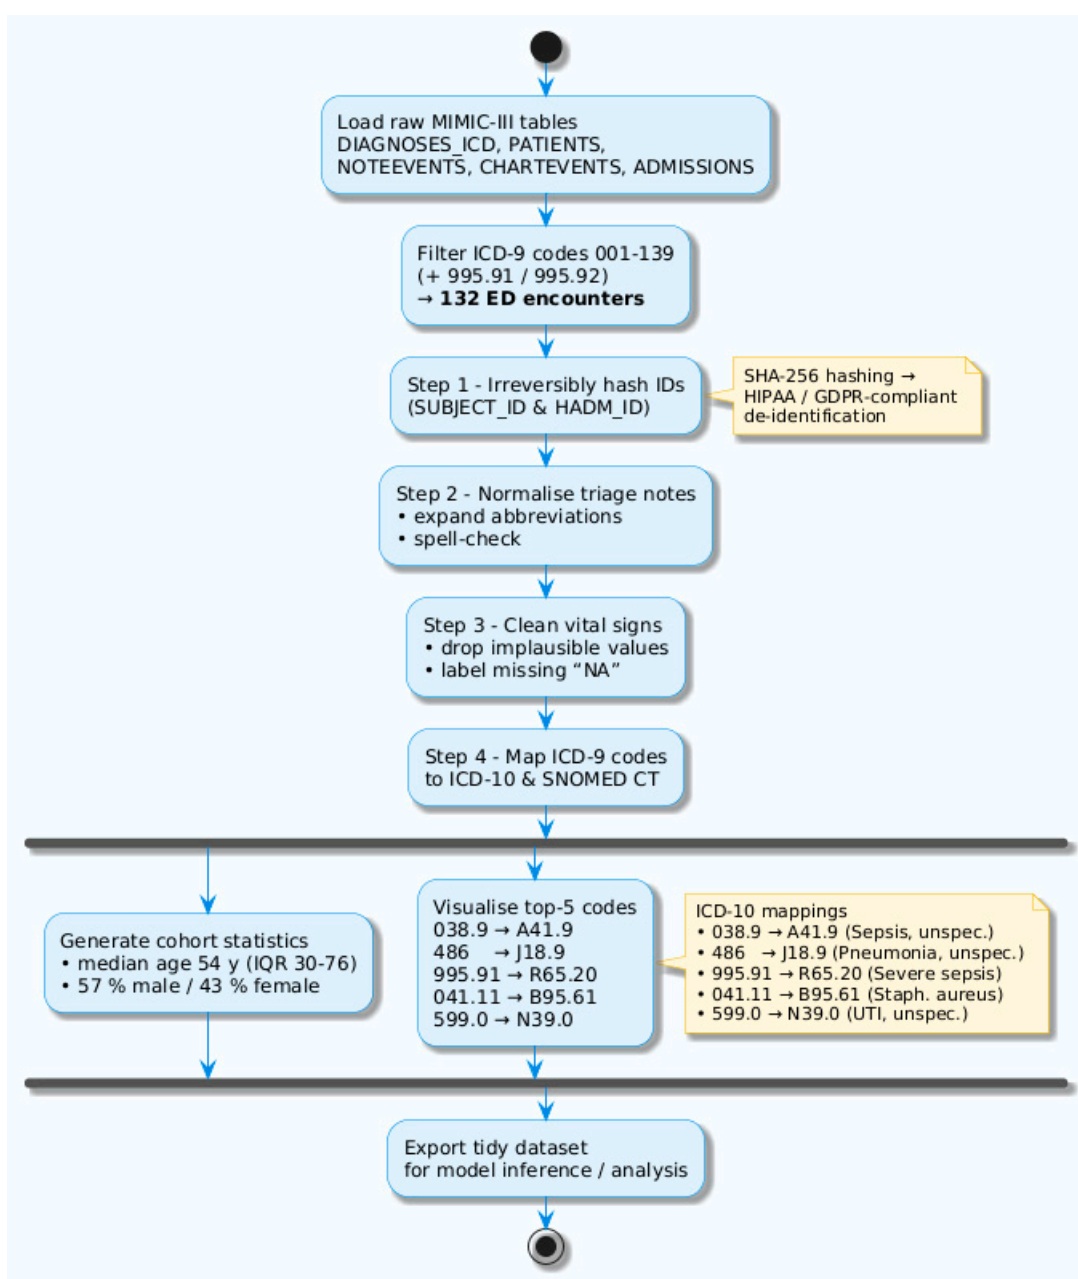 Load raw MIMIC-III tables
DIAGNOSES_ICD, PATIENTS,
NOTEEVENTS, CHARTEVENTS, ADMISSIONS
Filter ICD-9 codes 001-139
(+ 995.91 / 995.92)
→ 132 ED encounters
Step 1 - Irreversibly hash IDs
(SUBJECT_ID & HADM_ID)
SHA-256 hashing →
HIPAA / GDPR-compliant
de-identification
Step 2 - Normalise triage notes
• expand abbreviations
• spell-check
Step 3 - Clean vital signs
• drop implausible values
• label missing “NA”
Step 4 - Map ICD-9 codes
to ICD-10 & SNOMED CT
Generate cohort statistics
• median age 54 y (IQR 30-76)
• 57 % male / 43 % female
Visualise top-5 codes
038.9 → A41.9
486 → J18.9
995.91 → R65.20
041.11 → B95.61
599.0 → N39.0
ICD-10 mappings
• 038.9 → A41.9 (Sepsis, unspec.)
• 486 → J18.9 (Pneumonia, unspec.)
• 995.91 → R65.20 (Severe sepsis)
• 041.11 → B95.61 (Staph. aureus)
• 599.0 → N39.0 (UTI, unspec.)
Export tidy dataset
for model inference / analysis